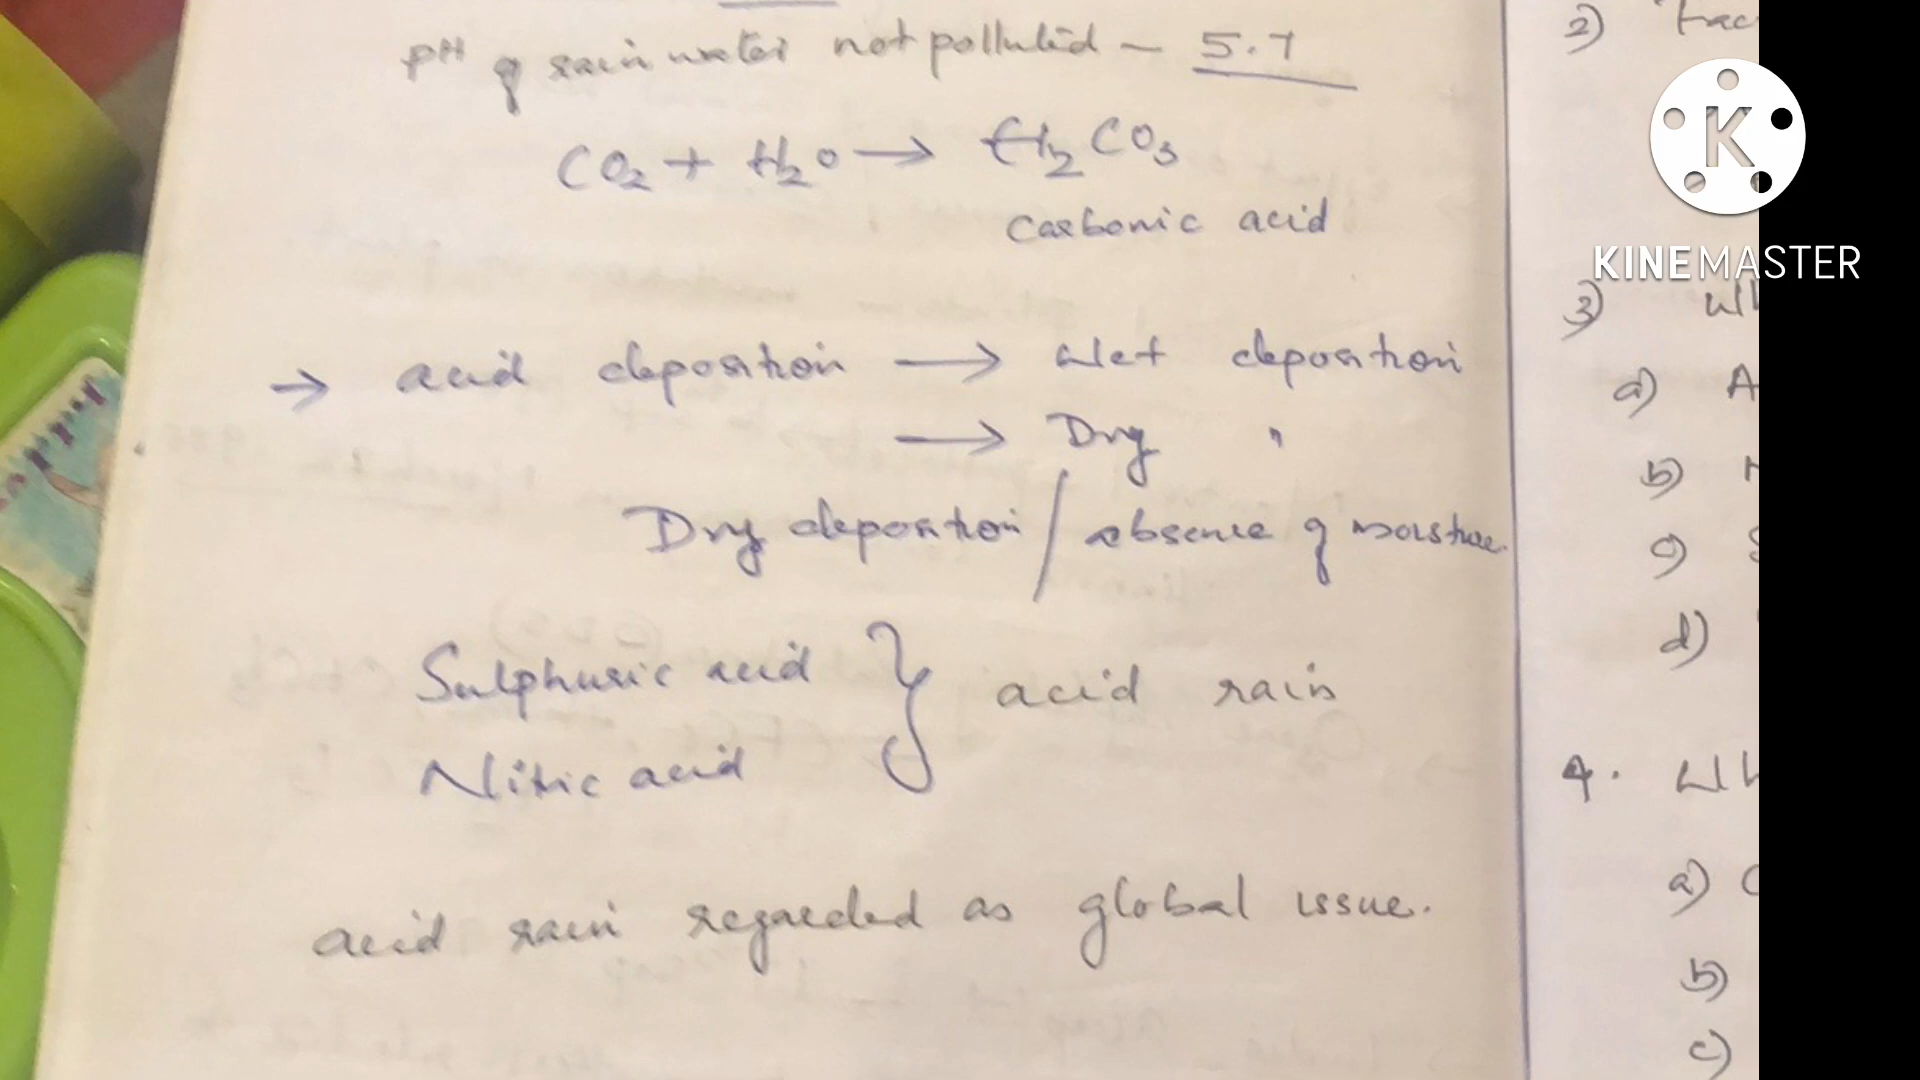 pH of rain water not polluted – 5.7
CO₂ + H₂O → H₂CO₃
Carbonic acid
→ acid deposition → Wet deposition
→ Dry "
Dry deposition / absence of moisture.
Sulphuric acid } acid rain
Nitric acid
acid rain regarded as global issue.
2)
3) Wh
a) A
b)
c) S
d)
4. Wh
a) C
b)
c)
K
KINEMASTER